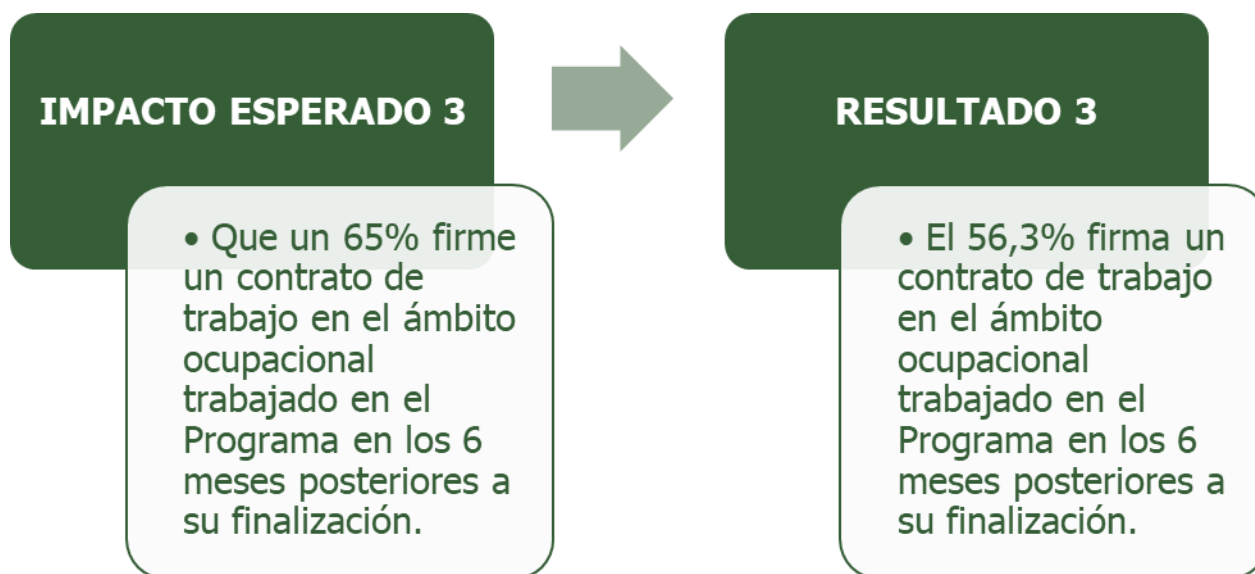 IMPACTO ESPERADO 3
• Que un 65% firme
un contrato de
trabajo en el ámbito
ocupacional
trabajado en el
Programa en los 6
meses posteriores a
su finalización.
RESULTADO 3
• El 56,3% firma un
contrato de trabajo
en el ámbito
ocupacional
trabajado en el
Programa en los 6
meses posteriores a
su finalización.